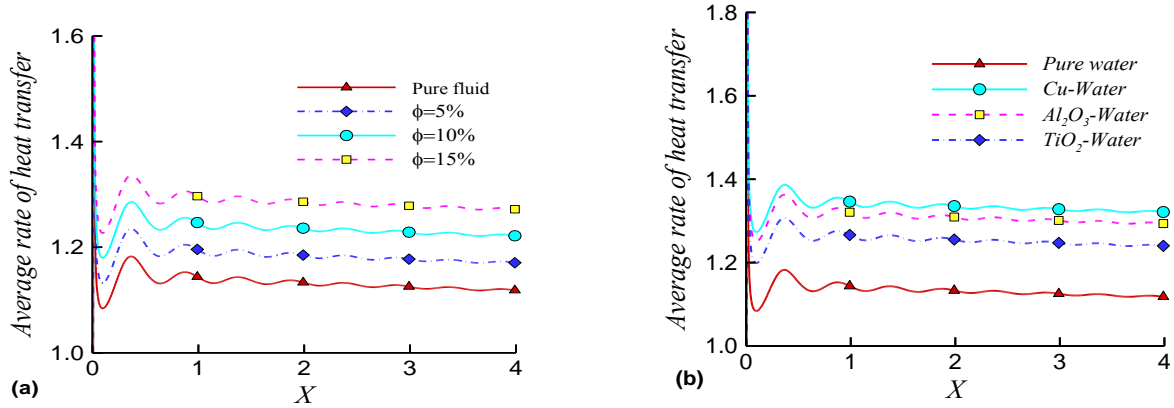 Average rate of heat transfer
1.6
1.4
1.2
1.0
0
1
2
3
4
X
Pure fluid
ϕ=5%
ϕ=10%
ϕ=15%
(a)
Average rate of heat transfer
1.8
1.6
1.4
1.2
1.0
0
1
2
3
4
X
Pure water
Cu-Water
Al₂O₃-Water
TiO₂-Water
(b)